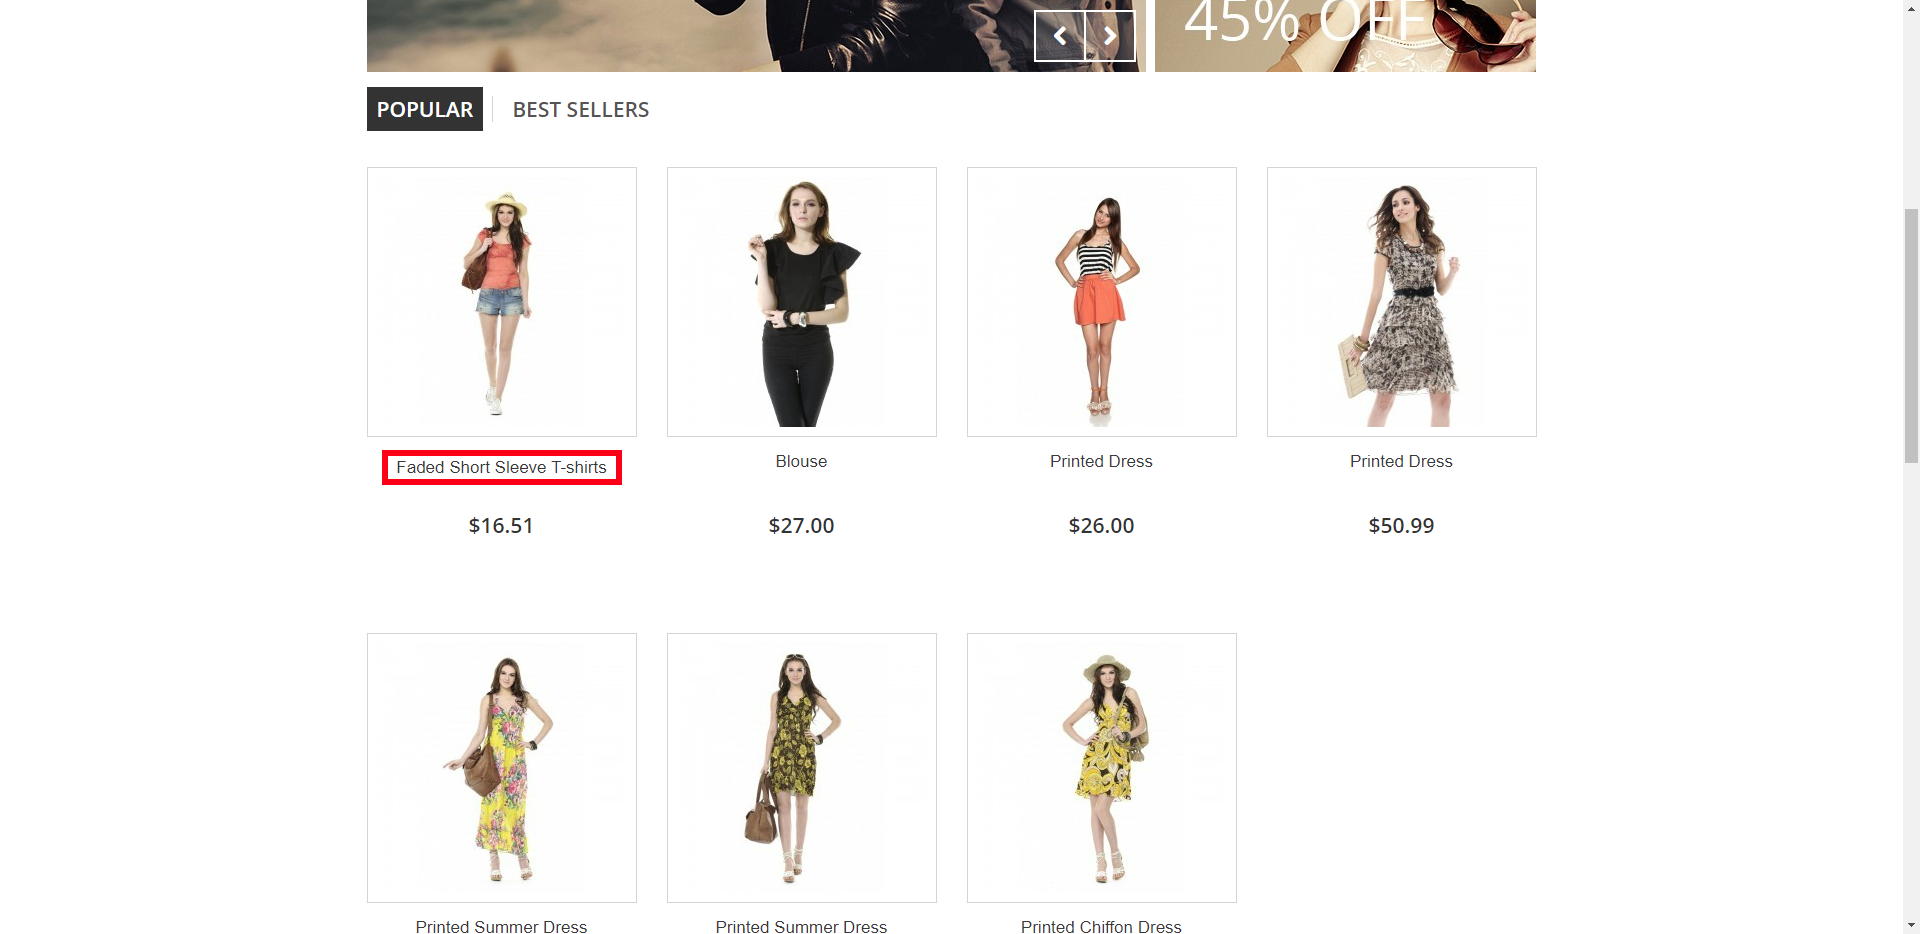 45% OFF
POPULAR
BEST SELLERS
Faded Short Sleeve T-shirts
Blouse
Printed Dress
Printed Dress
$16.51
$27.00
$26.00
$50.99
Printed Summer Dress
Printed Summer Dress
Printed Chiffon Dress